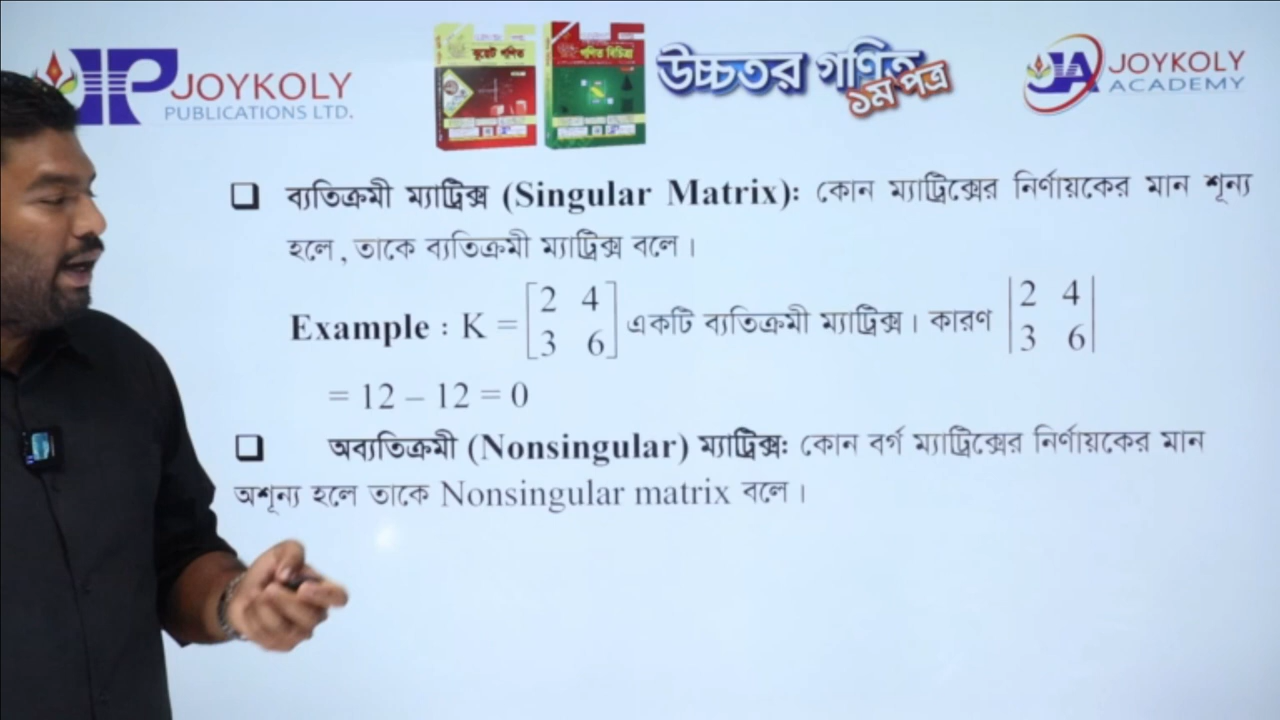 JP JOYKOLY
PUBLICATIONS LTD.
উচ্চতর গণিত
১ম পত্র
JA JOYKOLY
ACADEMY
❑ ব্যতিক্রমী ম্যাট্রিক্স (Singular Matrix): কোন ম্যাট্রিক্সের নির্ণায়কের মান শূন্য
হলে, তাকে ব্যতিক্রমী ম্যাট্রিক্স বলে।
Example : K = [2 4
3 6] একটি ব্যতিক্রমী ম্যাট্রিক্স। কারণ |2 4
3 6|
= 12 – 12 = 0
❑ অব্যতিক্রমী (Nonsingular) ম্যাট্রিক্স: কোন বর্গ ম্যাট্রিক্সের নির্ণায়কের মান
অশূন্য হলে তাকে Nonsingular matrix বলে।